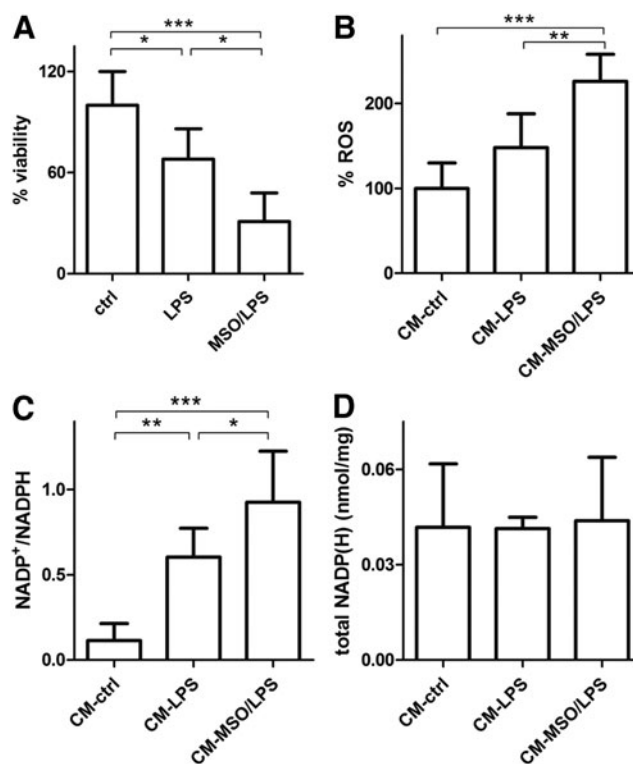 A
***
*
*
% viability
120
60
0
ctrl
LPS
MSO/LPS
B
***
**
% ROS
200
100
0
CM-ctrl
CM-LPS
CM-MSO/LPS
C
***
**
*
NADP+/NADPH
1.0
0.5
0.0
CM-ctrl
CM-LPS
CM-MSO/LPS
D
total NADP(H) (nmol/mg)
0.06
0.03
0.00
CM-ctrl
CM-LPS
CM-MSO/LPS